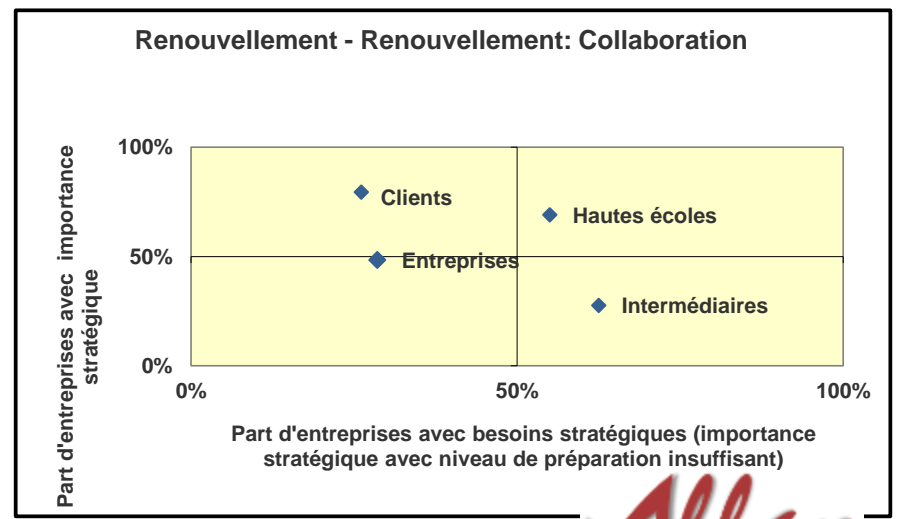 Renouvellement - Renouvellement: Collaboration
Part d'entreprises avec importance
stratégique
100%
50%
0%
Clients
Hautes écoles
Entreprises
Intermédiaires
0%
50%
100%
Part d'entreprises avec besoins stratégiques (importance
stratégique avec niveau de préparation insuffisant)